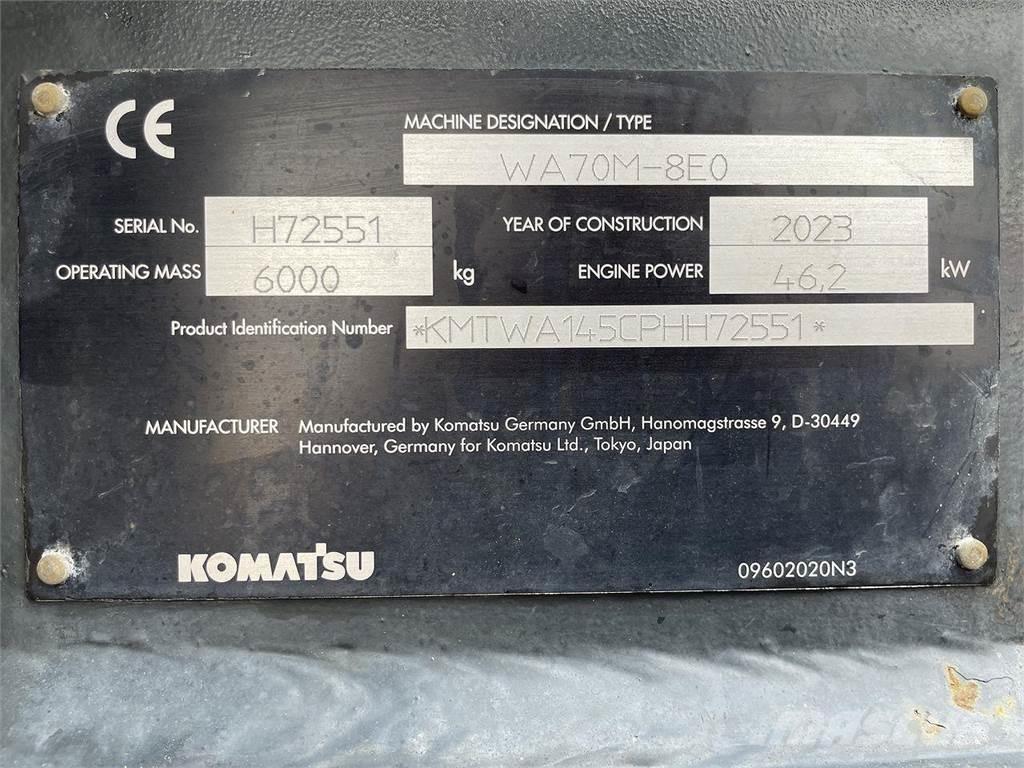 CE
MACHINE DESIGNATION / TYPE
WA70M-8E0
SERIAL No. H72551 YEAR OF CONSTRUCTION 2023
OPERATING MASS 6000 kg ENGINE POWER 46,2 kW
Product Identification Number *KMTWA145CPHH72551*
MANUFACTURER Manufactured by Komatsu Germany GmbH, Hanomagstrasse 9, D-30449
Hannover, Germany for Komatsu Ltd., Tokyo, Japan
KOMATSU 09602020N3
MASCUS